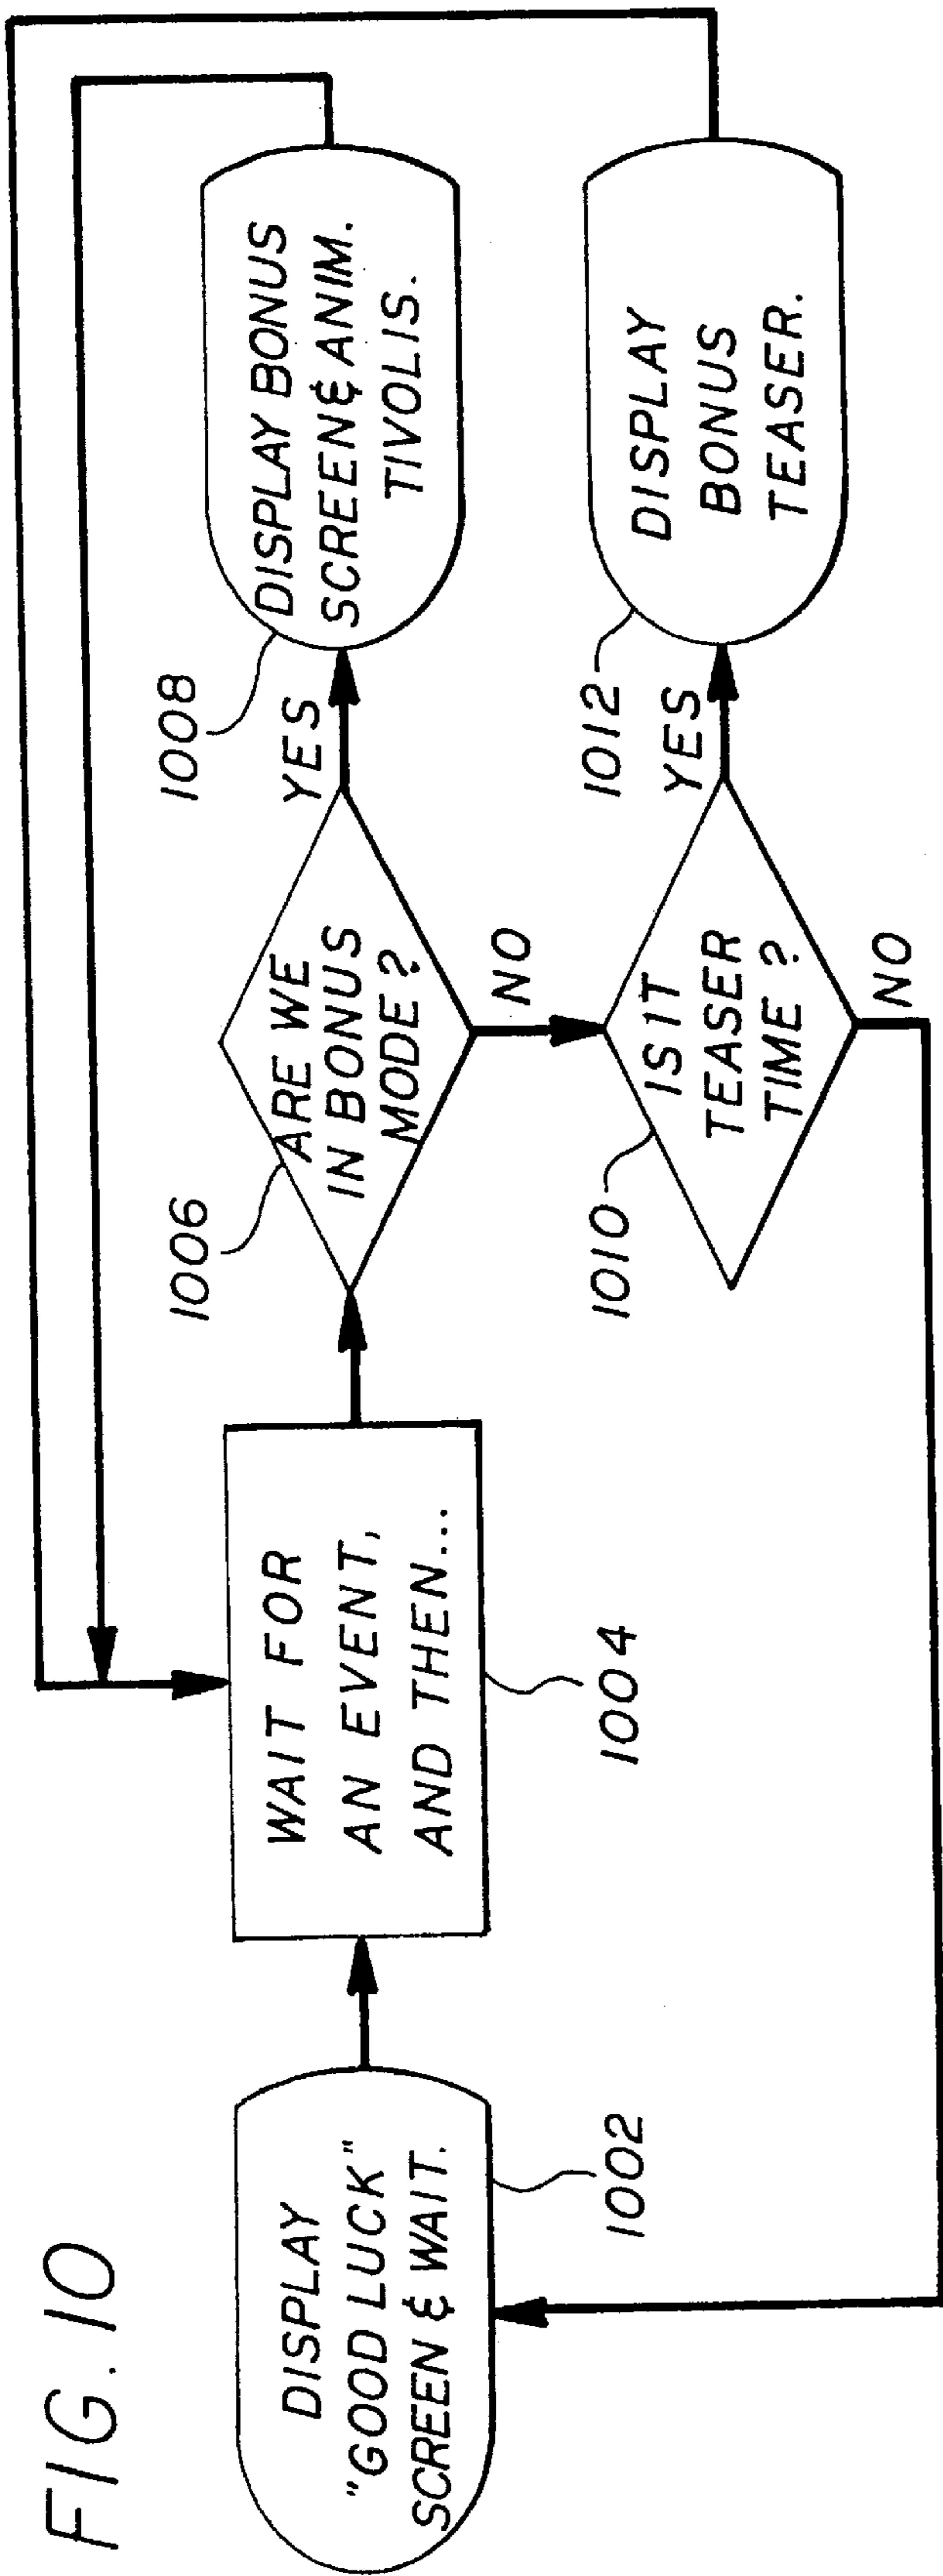 FIG. 10
DISPLAY
"GOOD LUCK"
SCREEN & WAIT.
1002
WAIT FOR
AN EVENT,
AND THEN...
1004
1006
ARE WE
IN BONUS
MODE?
YES
NO
1008
DISPLAY BONUS
SCREEN & ANIM.
TIVOLIS.
1010
IS IT
TEASER
TIME?
YES
NO
1012
DISPLAY
BONUS
TEASER.